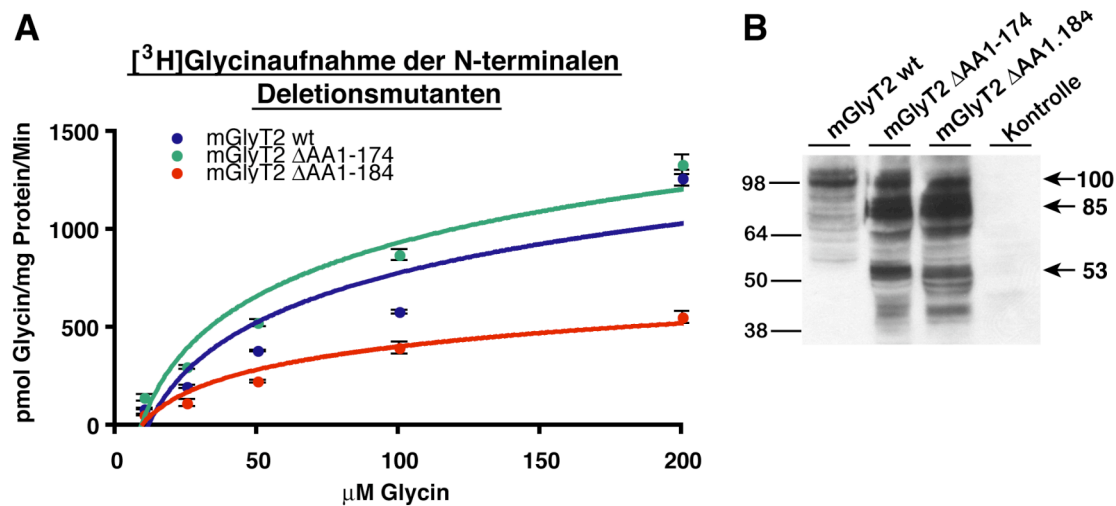 A
[³H]Glycinaufnahme der N-terminalen
Deletionsmutanten
mGlyT2 wt
mGlyT2 ΔAA1-174
mGlyT2 ΔAA1-184
pmol Glycin/mg Protein/Min
1500
1000
500
0
0 50 100 150 200
μM Glycin
B
mGlyT2 wt
mGlyT2 ΔAA1-174
mGlyT2 ΔAA1.184
Kontrolle
98
64
50
38
100
85
53